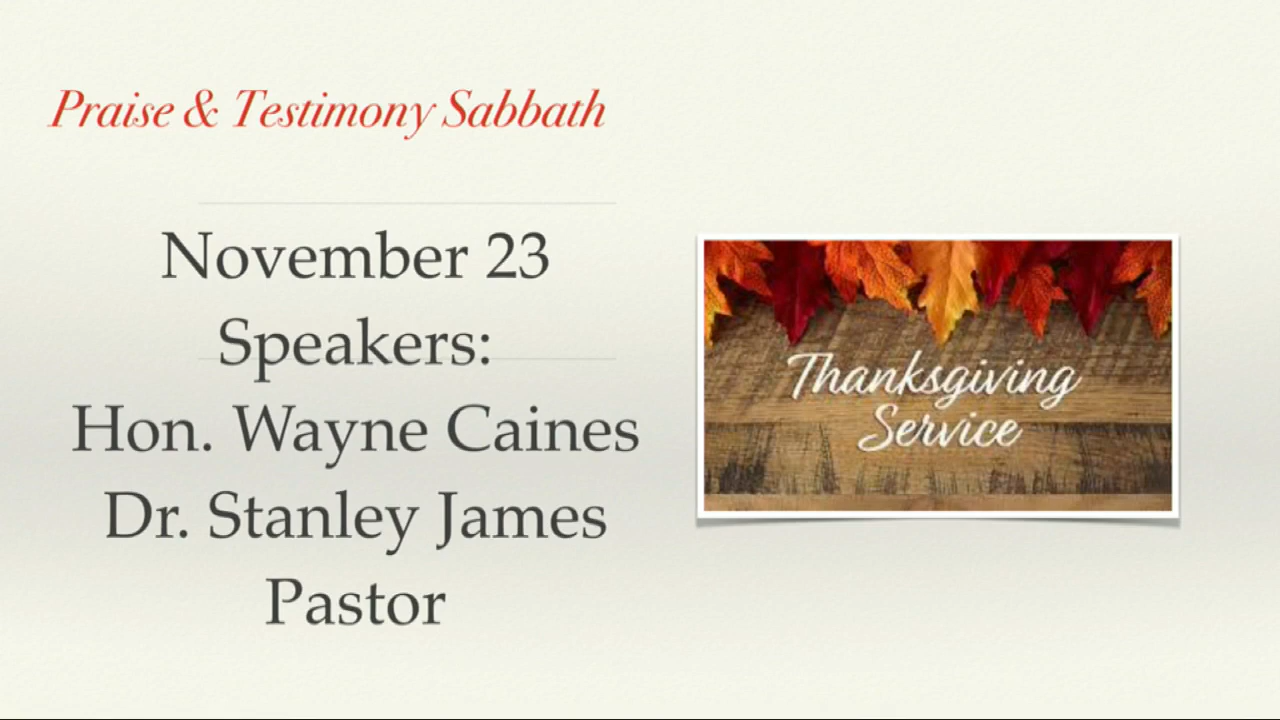 Praise & Testimony Sabbath
November 23
Speakers:
Hon. Wayne Caines
Dr. Stanley James
Pastor
Thanksgiving
Service